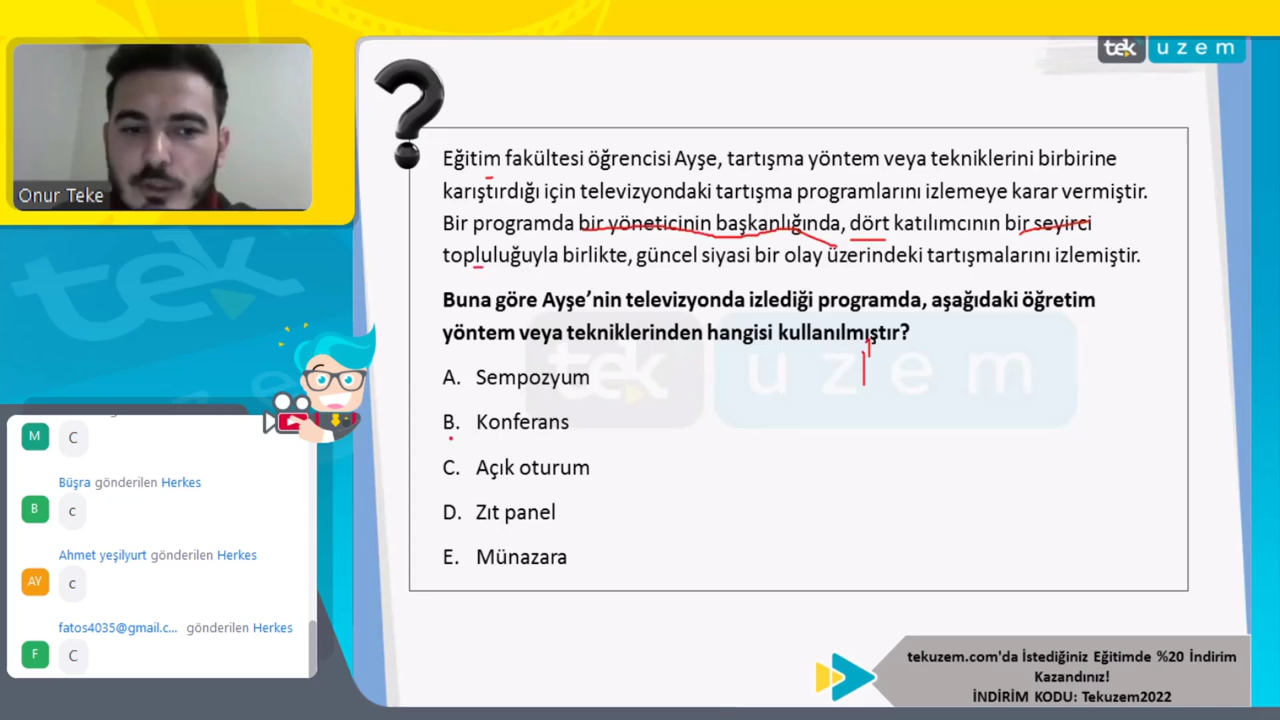 tek uzem
Onur Teke
Eğitim fakültesi öğrencisi Ayşe, tartışma yöntem veya tekniklerini birbirine
karıştırdığı için televizyondaki tartışma programlarını izlemeye karar vermiştir.
Bir programda bir yöneticinin başkanlığında, dört katılımcının bir seyirci
topluluğuyla birlikte, güncel siyasi bir olay üzerindeki tartışmalarını izlemiştir.
Buna göre Ayşe’nin televizyonda izlediği programda, aşağıdaki öğretim
yöntem veya tekniklerinden hangisi kullanılmıştır?
tek uzem
A. Sempozyum
B. Konferans
C. Açık oturum
D. Zıt panel
E. Münazara
tek
M C
Büşra gönderilen Herkes
B c
Ahmet yeşilyurt gönderilen Herkes
AY c
fatos4035@gmail.c... gönderilen Herkes
F C
tekuzem.com'da İstediğiniz Eğitimde %20 İndirim
Kazandınız!
İNDİRİM KODU: Tekuzem2022